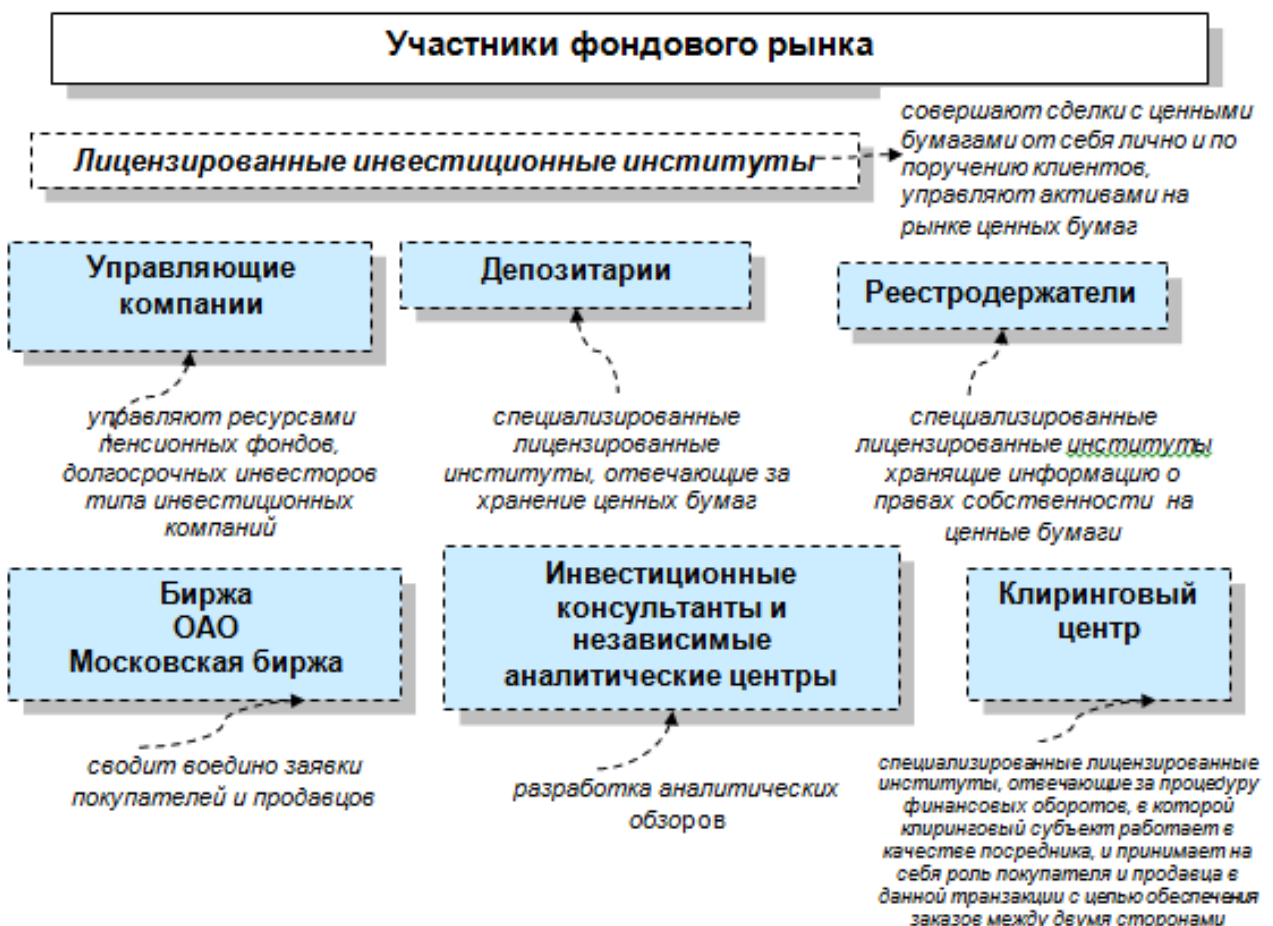 Участники фондового рынка
Лицензированные инвестиционные институты
совершают сделки с ценными
бумагами от себя лично и по
поручению клиентов,
управляют активами на
рынке ценных бумаг
Управляющие
компании
Депозитарии
Реестродержатели
управляют ресурсами
пенсионных фондов,
долгосрочных инвесторов
типа инвестиционных
компаний
специализированные
лицензированные
институты, отвечающие за
хранение ценных бумаг
специализированные
лицензированные институты
хранящие информацию о
правах собственности на
ценные бумаги
Биржа
ОАО
Московская биржа
Инвестиционные
консультанты и
независимые
аналитические центры
Клиринговый
центр
сводит воедино заявки
покупателей и продавцов
разработка аналитических
обзоров
специализированные лицензированные
институты, отвечающие за процедуру
финансовых оборотов, в которой
клиринговый субъект работает в
качестве посредника, и принимает на
себя роль покупателя и продавца в
данной транзакции с целью обеспечения
заказов между двумя сторонами